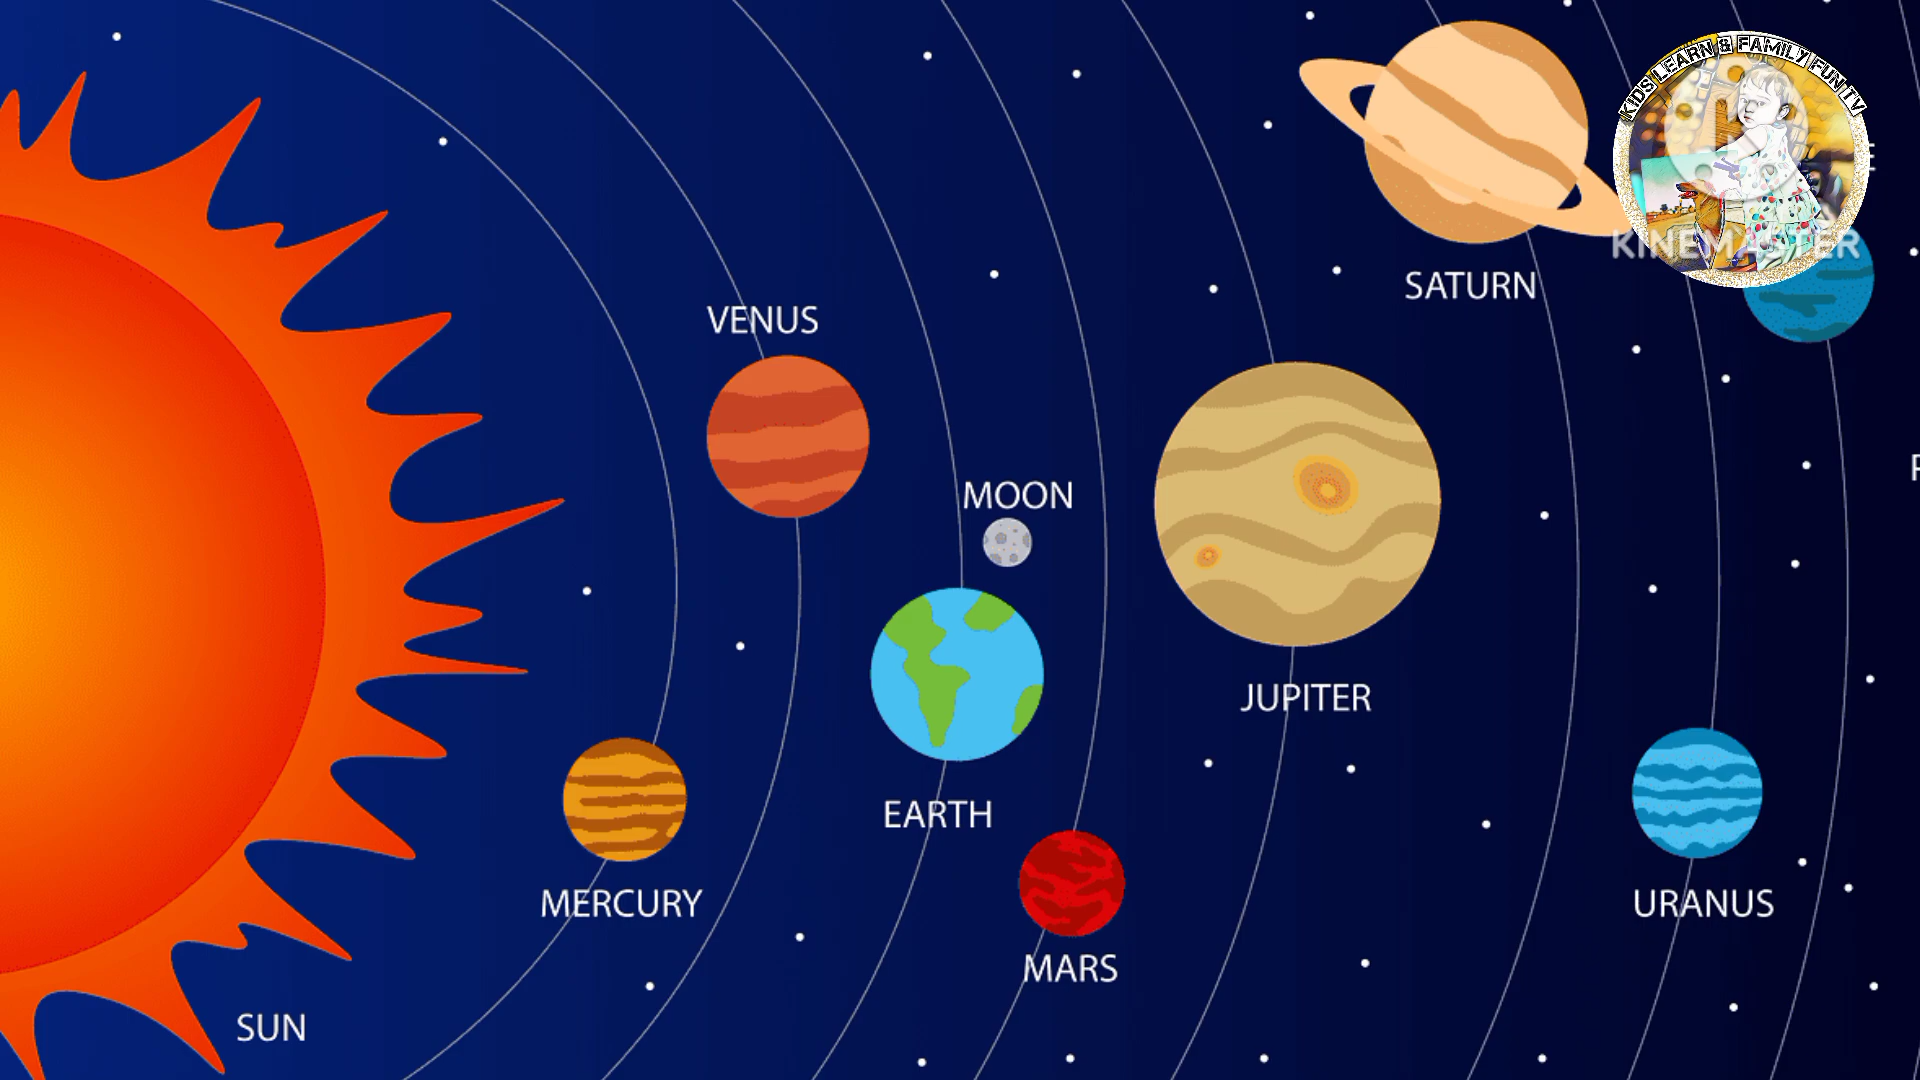 KIDS LEARN & FAMILY FUN TV
KINEMASTER
SATURN
VENUS
MOON
JUPITER
EARTH
MERCURY
URANUS
MARS
SUN